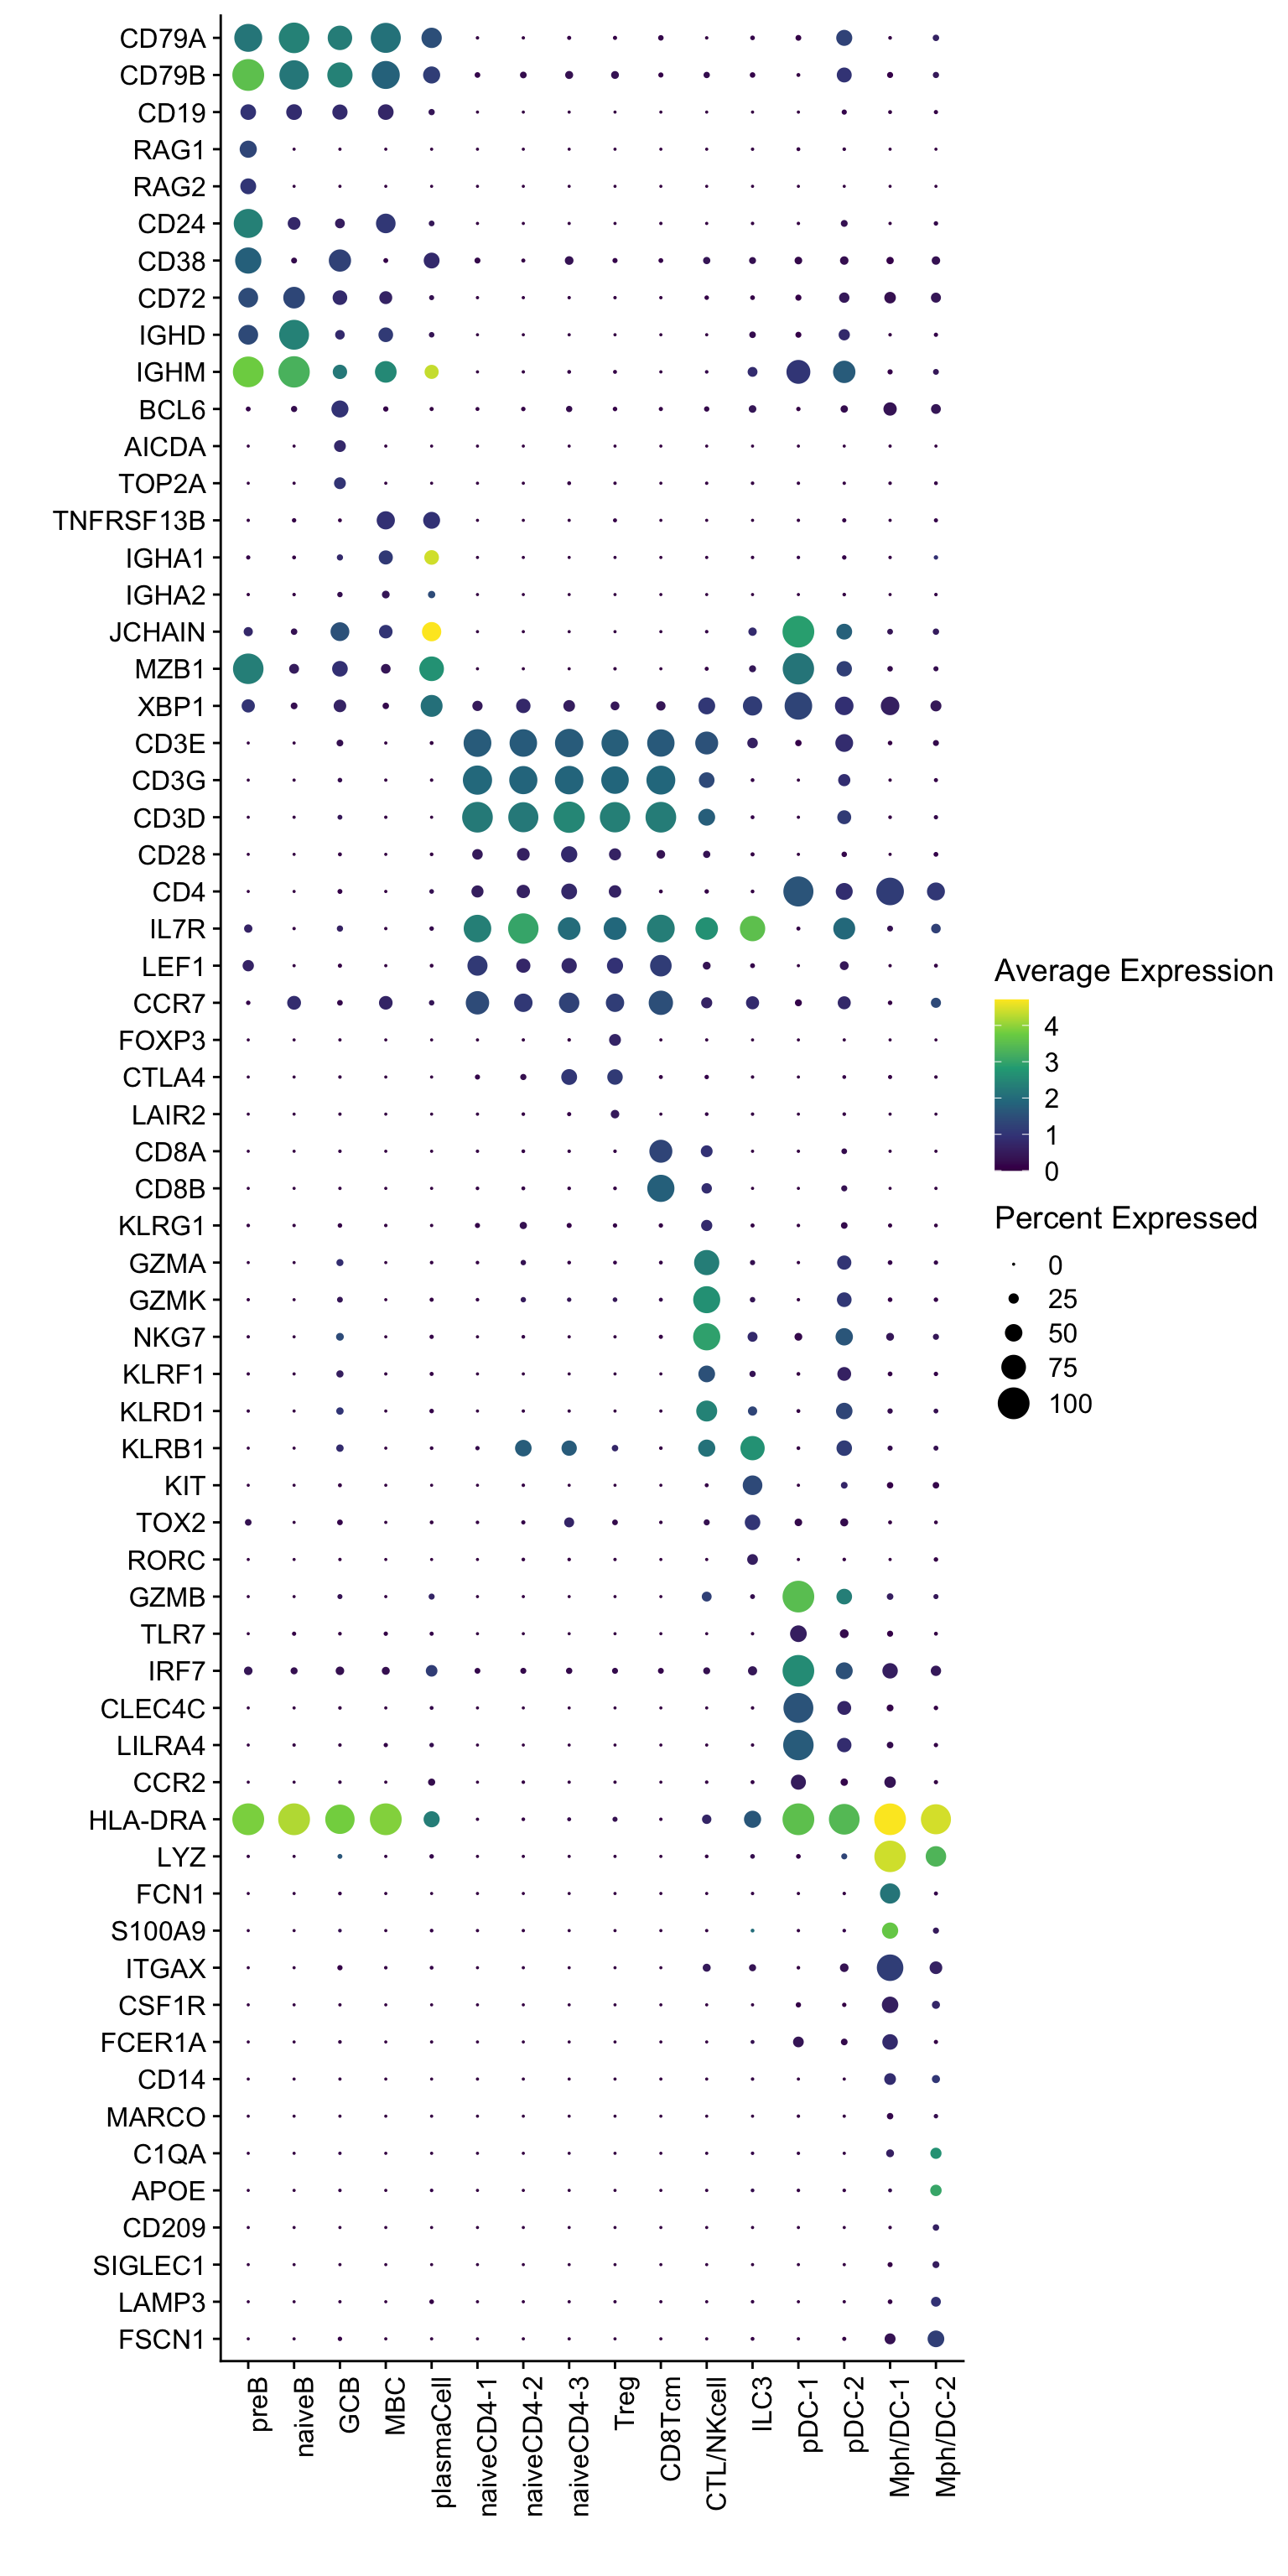 CD79A
CD79B
CD19
RAG1
RAG2
CD24
CD38
CD72
IGHD
IGHM
BCL6
AICDA
TOP2A
TNFRSF13B
IGHA1
IGHA2
JCHAIN
MZB1
XBP1
CD3E
CD3G
CD3D
CD28
CD4
IL7R
LEF1
CCR7
FOXP3
CTLA4
LAIR2
CD8A
CD8B
KLRG1
GZMA
GZMK
NKG7
KLRF1
KLRD1
KLRB1
KIT
TOX2
RORC
GZMB
TLR7
IRF7
CLEC4C
LILRA4
CCR2
HLA-DRA
LYZ
FCN1
S100A9
ITGAX
CSF1R
FCER1A
CD14
MARCO
C1QA
APOE
CD209
SIGLEC1
LAMP3
FSCN1
preB
naiveB
GCB
MBC
plasmaCell
naiveCD4-1
naiveCD4-2
naiveCD4-3
Treg
CD8Tcm
CTL/NKcell
ILC3
pDC-1
pDC-2
Mph/DC-1
Mph/DC-2
Average Expression
4
3
2
1
0
Percent Expressed
0
25
50
75
100